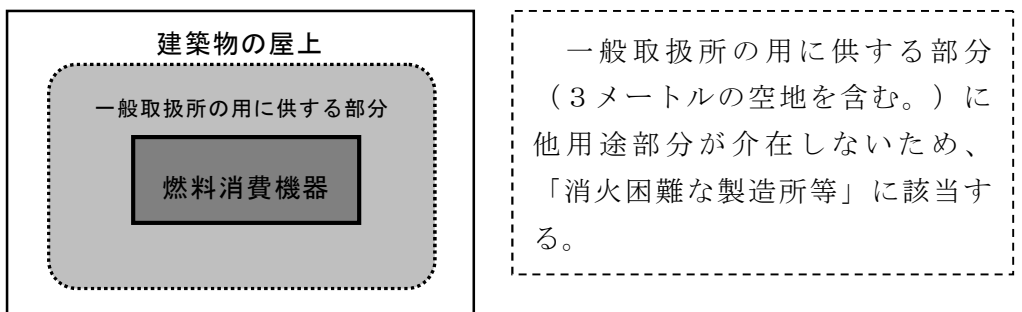 建築物の屋上
一般取扱所の用に供する部分
燃料消費機器
一般取扱所の用に供する部分
（３メートルの空地を含む。）に
他用途部分が介在しないため、
「消火困難な製造所等」に該当す
る。